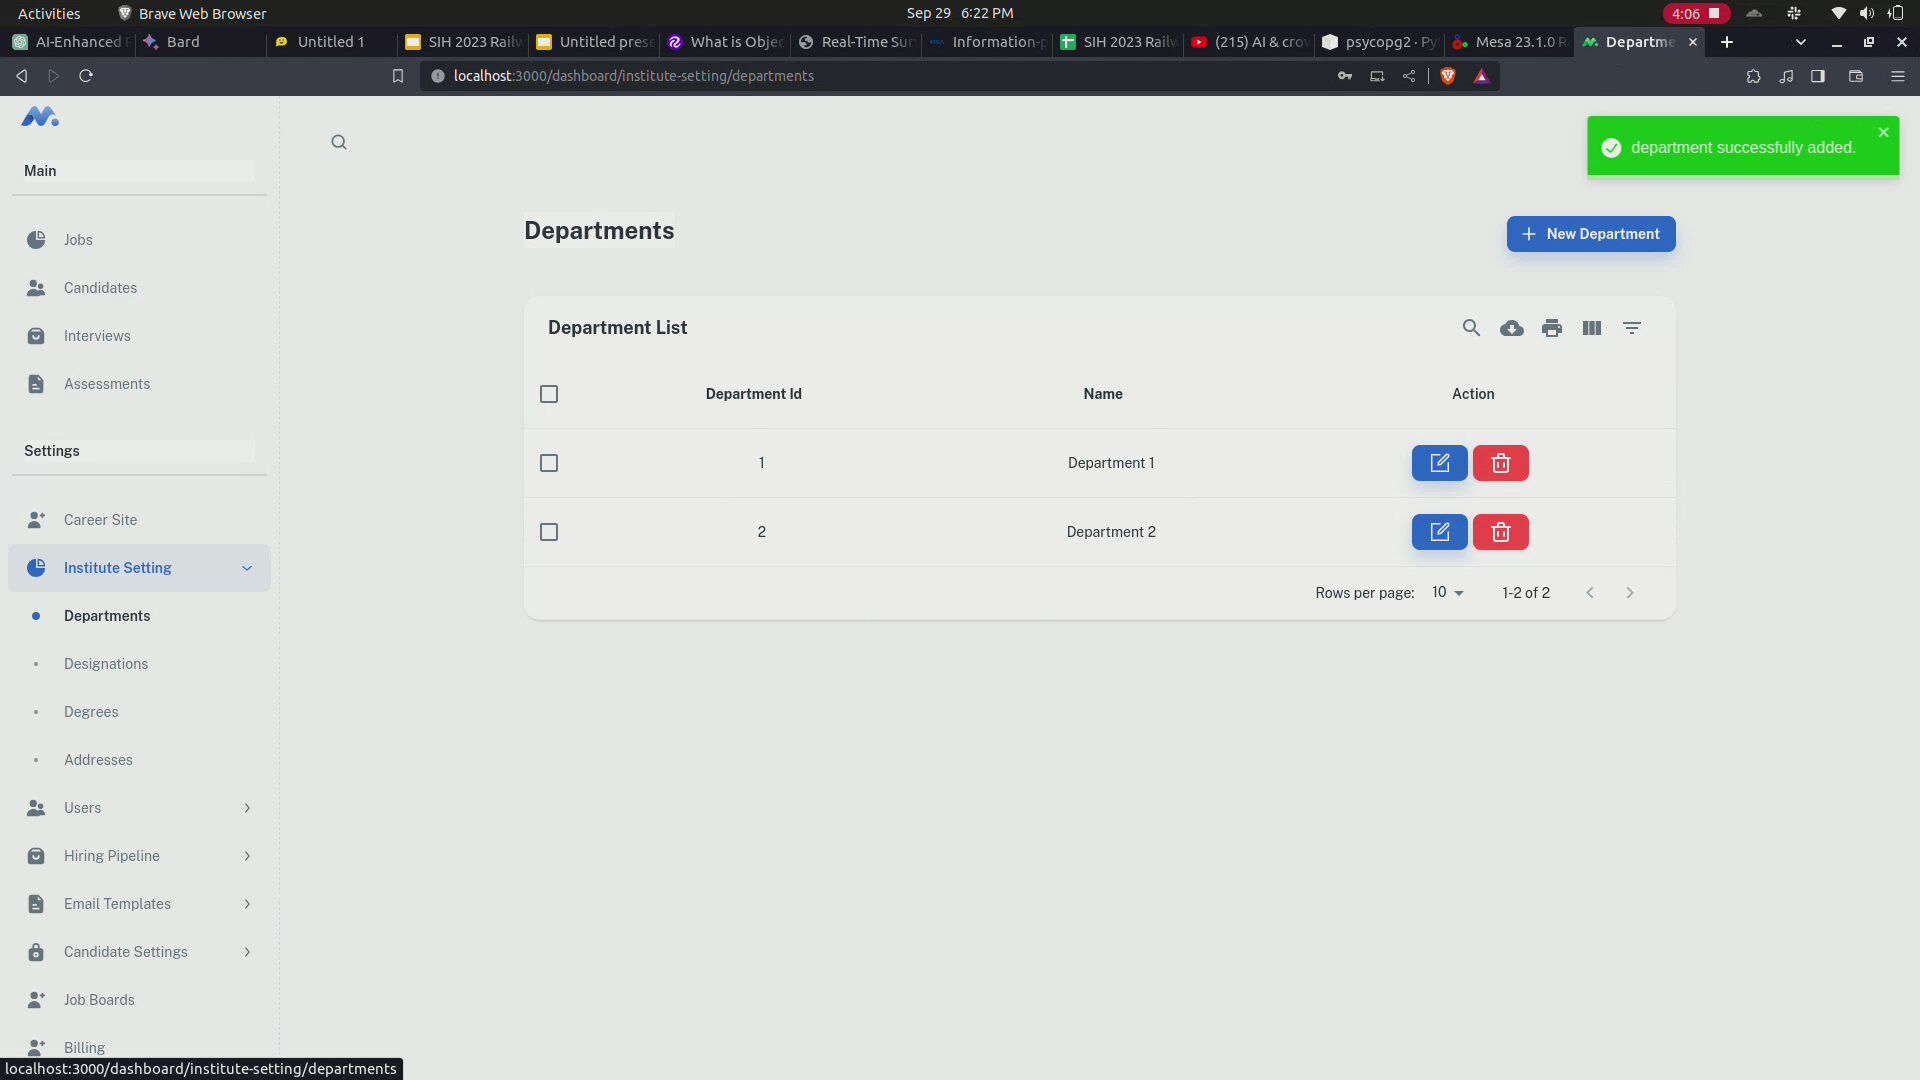 Activities
Brave Web Browser
Sep 29 6:22 PM
4:06
AI-Enhanced
Bard
Untitled 1
SIH 2023 Railw
Untitled prese
What is Objec
Real-Time Sur
Information-p
SIH 2023 Railw
(215) AI & crow
psycopg2 · Py
Mesa 23.1.0 R
Departme
localhost:3000/dashboard/institute-setting/departments
Main
Jobs
Candidates
Interviews
Assessments
Settings
Career Site
Institute Setting
Departments
Designations
Degrees
Addresses
Users
Hiring Pipeline
Email Templates
Candidate Settings
Job Boards
Billing
department successfully added.
Departments
New Department
Department List
Department Id Name Action
1 Department 1
2 Department 2
Rows per page: 10 1-2 of 2
localhost:3000/dashboard/institute-setting/departments